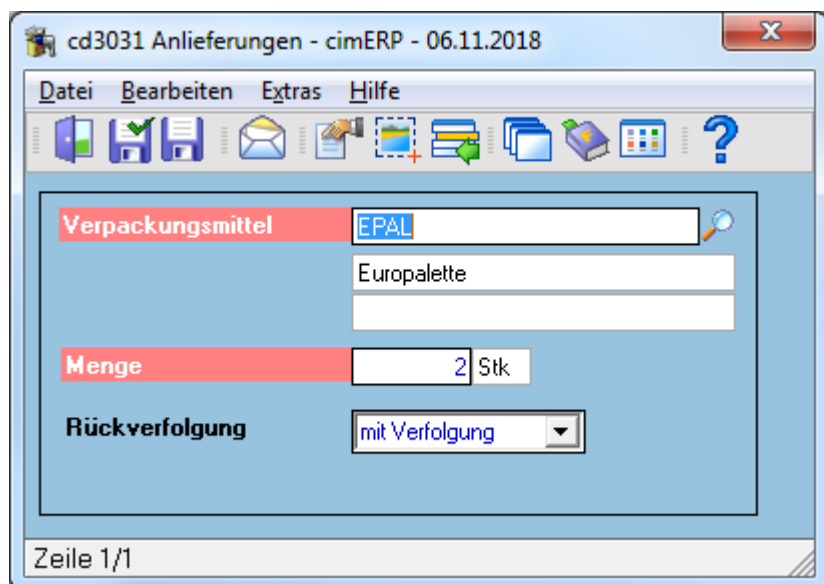 cd3031 Anlieferungen - cimERP - 06.11.2018
Datei Bearbeiten Extras Hilfe
Verpackungsmittel EPAL
Europalette
Menge 2 Stk
Rückverfolgung mit Verfolgung
Zeile 1/1